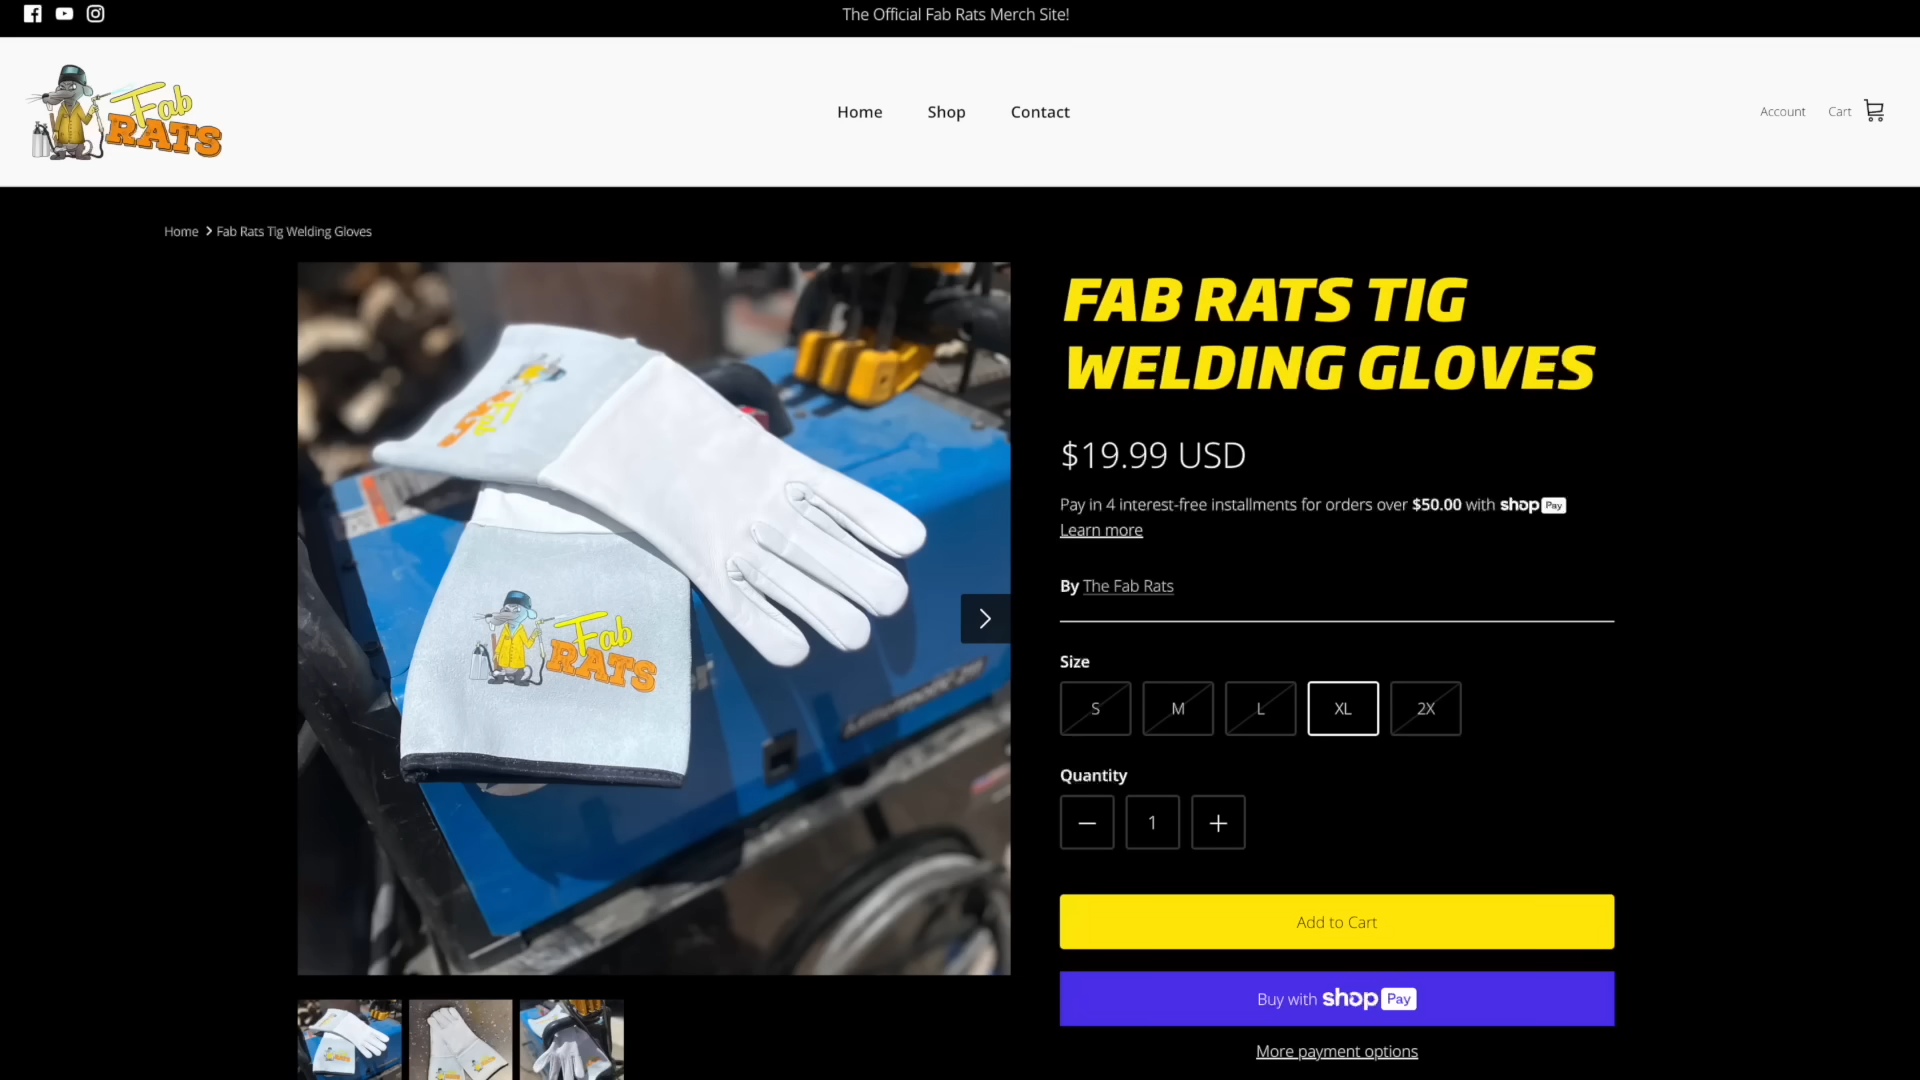 The Official Fab Rats Merch Site!
Fab
RATS
Home
Shop
Contact
Account
Cart
Home
Fab Rats Tig Welding Gloves
FAB RATS TIG
WELDING GLOVES
$19.99 USD
Pay in 4 interest-free installments for orders over $50.00 with shop Pay
Learn more
By The Fab Rats
Size
S
M
L
XL
2X
Quantity
1
Add to Cart
Buy with shop Pay
More payment options
Fab
RATS